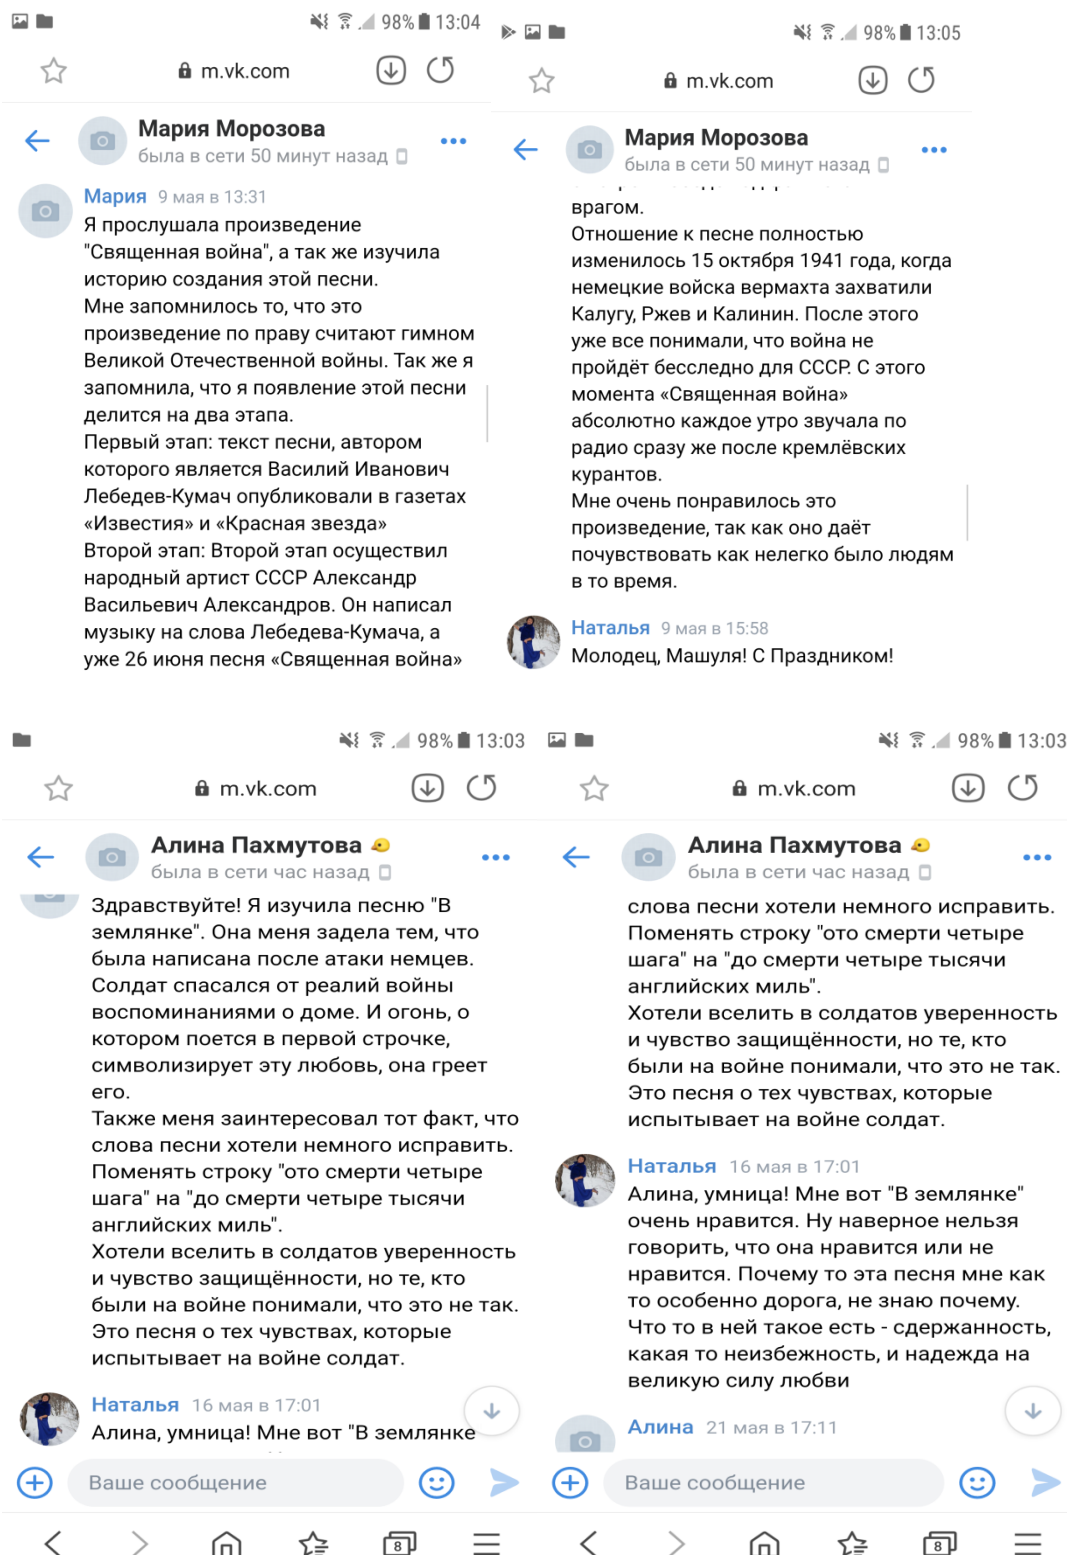 98% 13:04
m.vk.com
Мария Морозова
была в сети 50 минут назад
Мария 9 мая в 13:31
Я прослушала произведение
"Священная война", а так же изучила
историю создания этой песни.
Мне запомнилось то, что это
произведение по праву считают гимном
Великой Отечественной войны. Так же я
запомнила, что я появление этой песни
делится на два этапа.
Первый этап: текст песни, автором
которого является Василий Иванович
Лебедев-Кумач опубликовали в газетах
«Известия» и «Красная звезда»
Второй этап: Второй этап осуществил
народный артист СССР Александр
Васильевич Александров. Он написал
музыку на слова Лебедева-Кумача, а
уже 26 июня песня «Священная война»
98% 13:05
m.vk.com
Мария Морозова
была в сети 50 минут назад
врагом.
Отношение к песне полностью
изменилось 15 октября 1941 года, когда
немецкие войска вермахта захватили
Калугу, Ржев и Калинин. После этого
уже все понимали, что война не
пройдёт бесследно для СССР. С этого
момента «Священная война»
абсолютно каждое утро звучала по
радио сразу же после кремлёвских
курантов.
Мне очень понравилось это
произведение, так как оно даёт
почувствовать как нелегко было людям
в то время.
Наталья 9 мая в 15:58
Молодец, Машуля! С Праздником!
98% 13:03
m.vk.com
Алина Пахмутова
была в сети час назад
Здравствуйте! Я изучила песню "В
землянке". Она меня задела тем, что
была написана после атаки немцев.
Солдат спасался от реалий войны
воспоминаниями о доме. И огонь, о
котором поется в первой строчке,
символизирует эту любовь, она греет
его.
Также меня заинтересовал тот факт, что
слова песни хотели немного исправить.
Поменять строку "ото смерти четыре
шага" на "до смерти четыре тысячи
английских миль".
Хотели вселить в солдатов уверенность
и чувство защищённости, но те, кто
были на войне понимали, что это не так.
Это песня о тех чувствах, которые
испытывает на войне солдат.
Наталья 16 мая в 17:01
Алина, умница! Мне вот "В землянке
Ваше сообщение
8
98% 13:03
m.vk.com
Алина Пахмутова
была в сети час назад
слова песни хотели немного исправить.
Поменять строку "ото смерти четыре
шага" на "до смерти четыре тысячи
английских миль".
Хотели вселить в солдатов уверенность
и чувство защищённости, но те, кто
были на войне понимали, что это не так.
Это песня о тех чувствах, которые
испытывает на войне солдат.
Наталья 16 мая в 17:01
Алина, умница! Мне вот "В землянке"
очень нравится. Ну наверное нельзя
говорить, что она нравится или не
нравится. Почему то эта песня мне как
то особенно дорога, не знаю почему.
Что то в ней такое есть - сдержанность,
какая то неизбежность, и надежда на
великую силу любви
Алина 21 мая в 17:11
Ваше сообщение
8